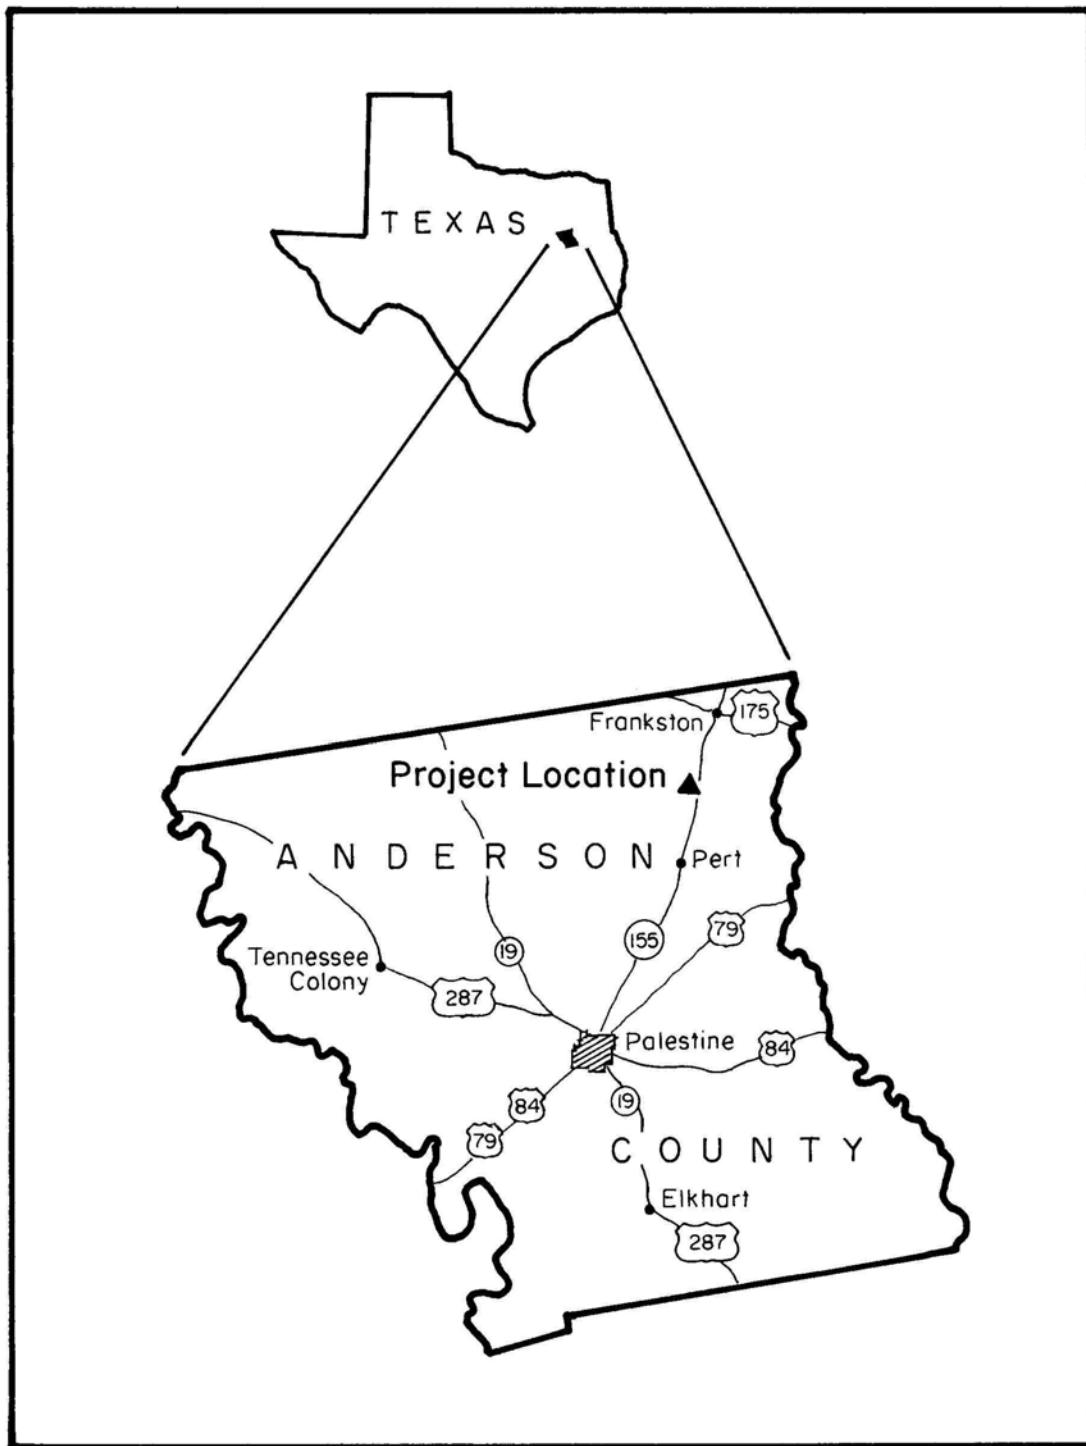 TEXAS
Frankston
175
Project Location
ANDERSON
Pert
Tennessee
Colony
287
19
155
79
Palestine
84
84
79
19
COUNTY
Elkhart
287